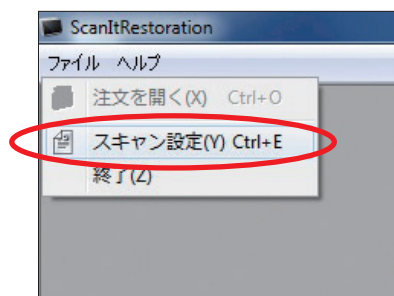 ScanItRestoration
ファイル ヘルプ
注文を開く(X) Ctrl+O
スキャン設定(Y) Ctrl+E
終了(Z)